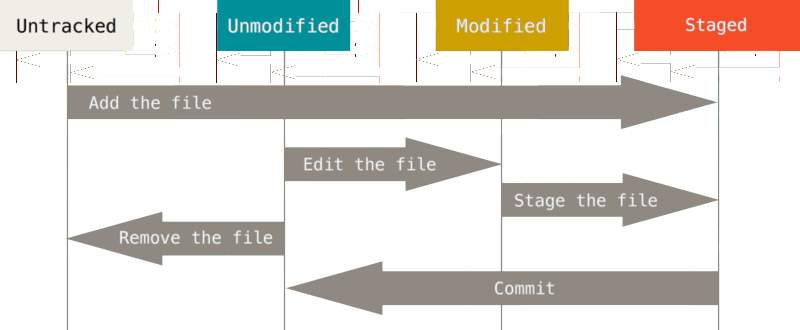 Untracked
Unmodified
Modified
Staged
Add the file
Edit the file
Stage the file
Remove the file
Commit